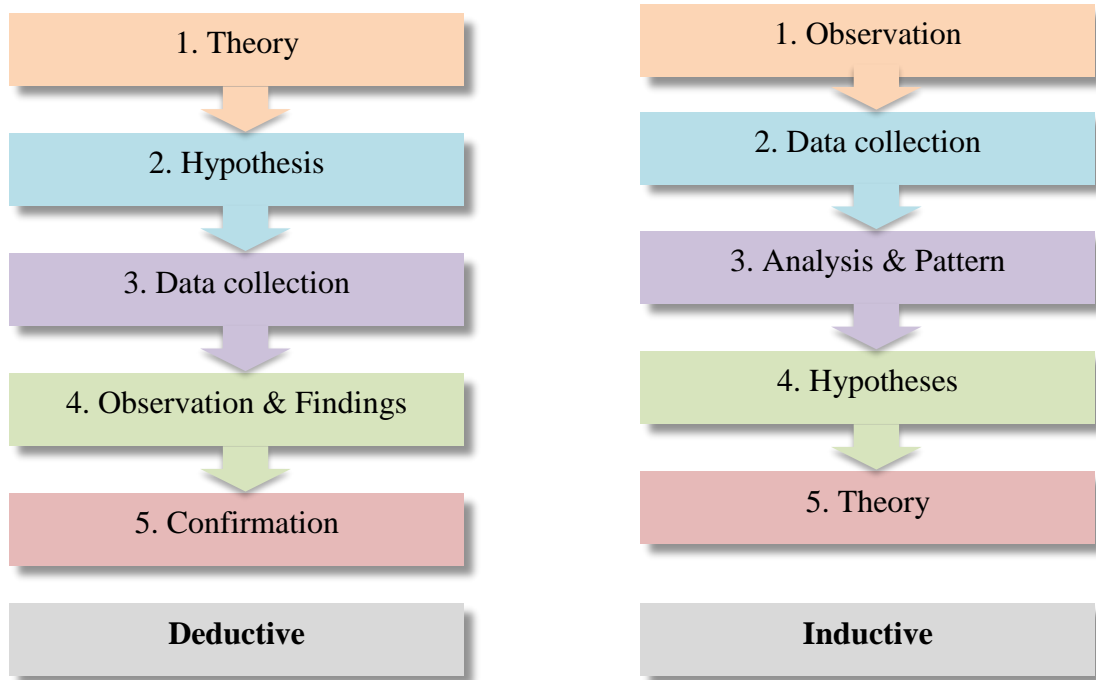 1. Theory
2. Hypothesis
3. Data collection
4. Observation & Findings
5. Confirmation
Deductive
1. Observation
2. Data collection
3. Analysis & Pattern
4. Hypotheses
5. Theory
Inductive